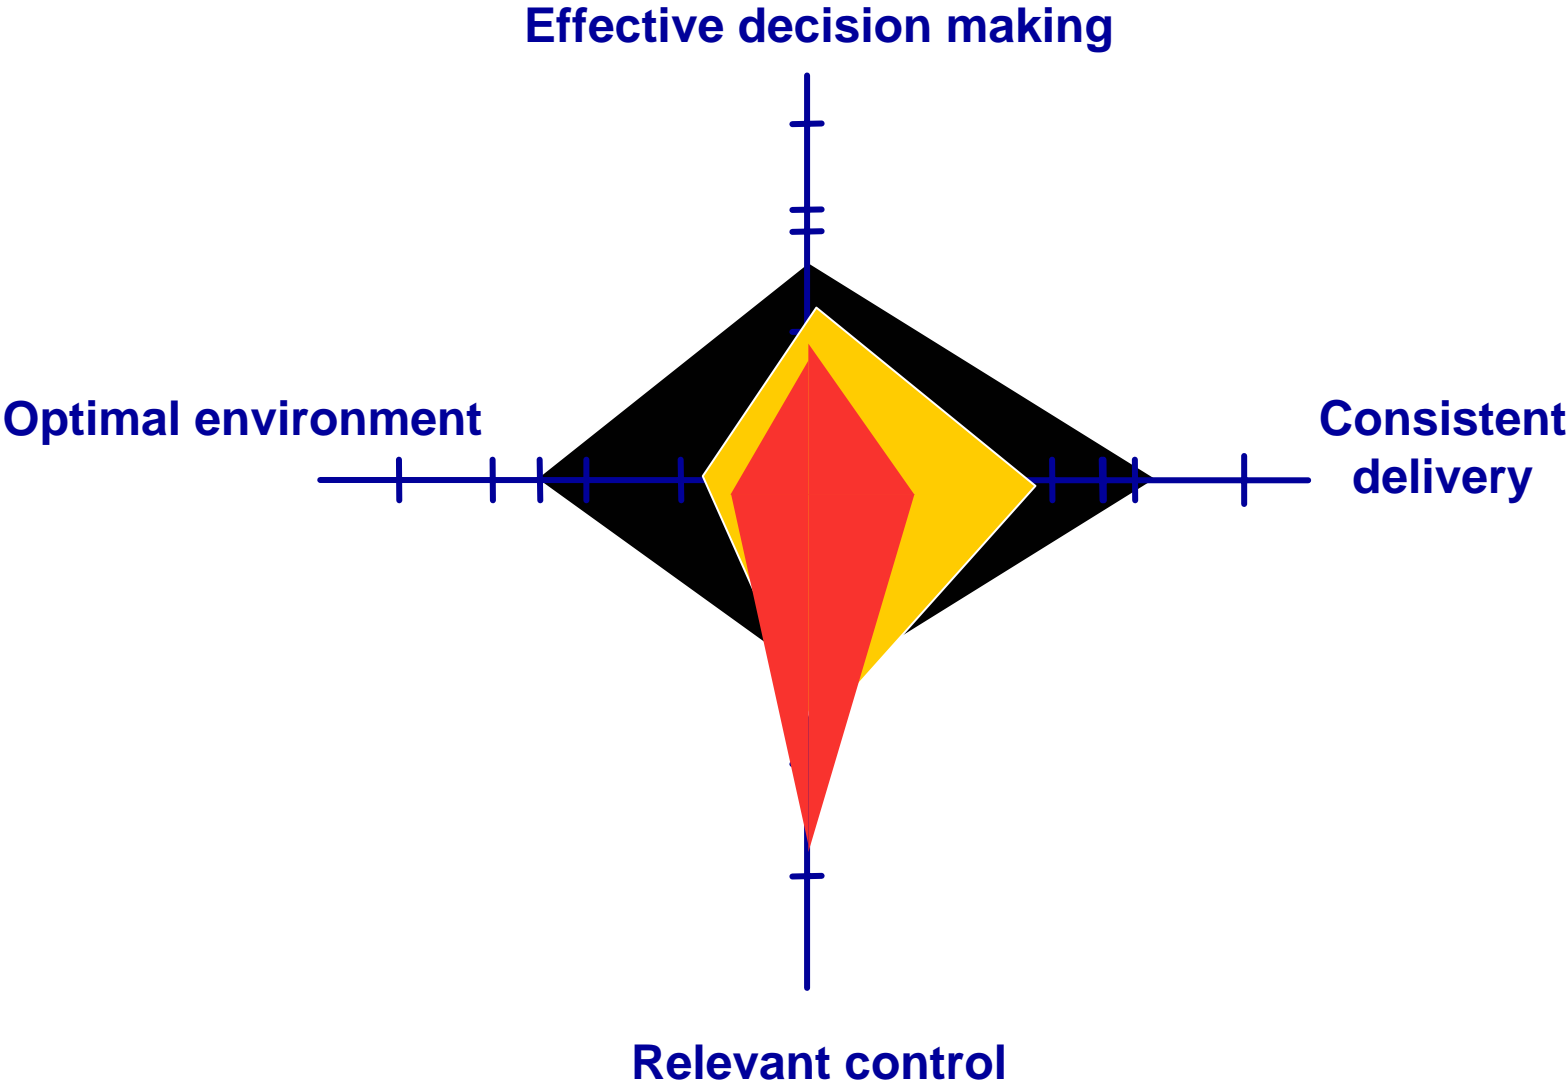 Effective decision making
Optimal environment
Consistent
delivery
Relevant control